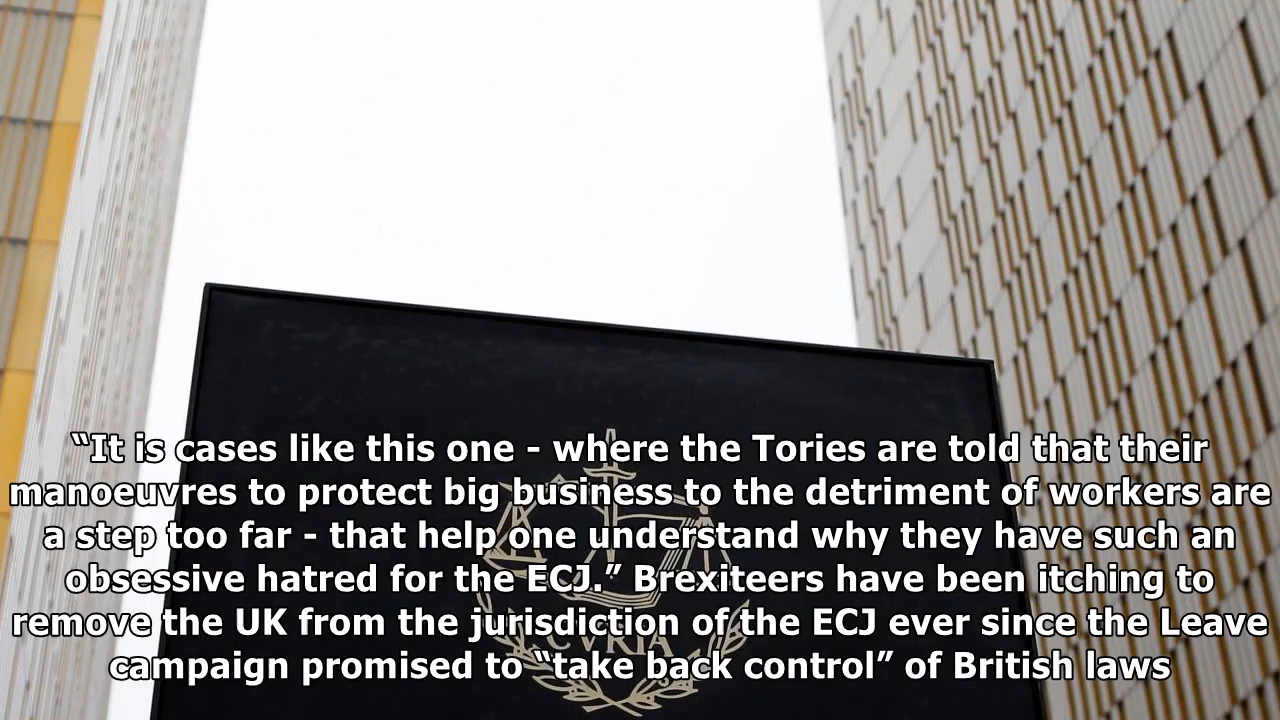 “It is cases like this one - where the Tories are told that their
manoeuvres to protect big business to the detriment of workers are
a step too far - that help one understand why they have such an
obsessive hatred for the ECJ.” Brexiteers have been itching to
remove the UK from the jurisdiction of the ECJ ever since the Leave
CVRIA
campaign promised to “take back control” of British laws